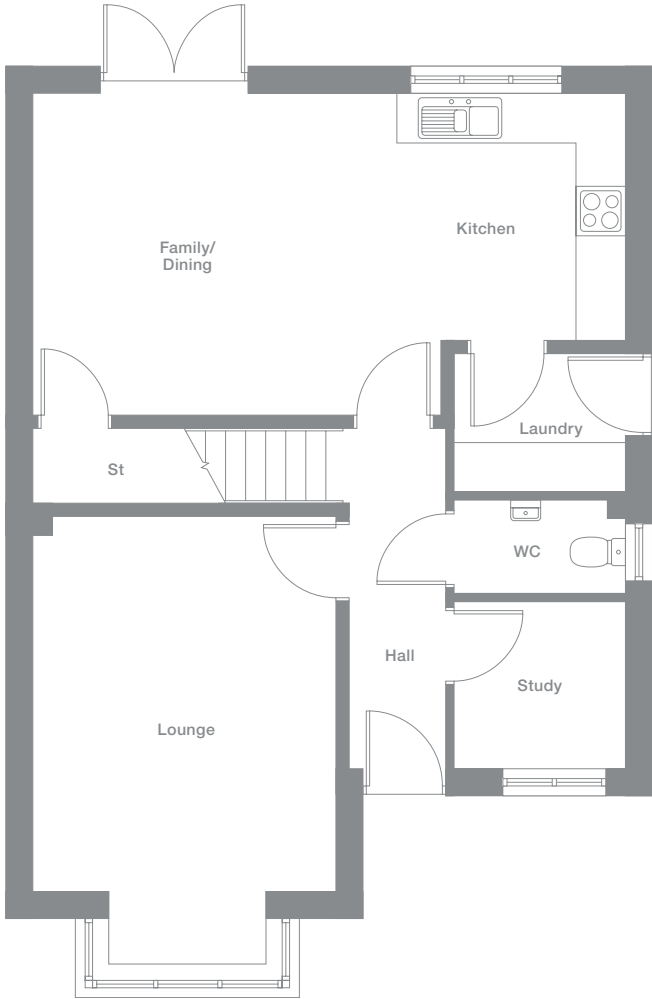 Family/
Dining
Kitchen
Laundry
St
WC
Hall
Study
Lounge